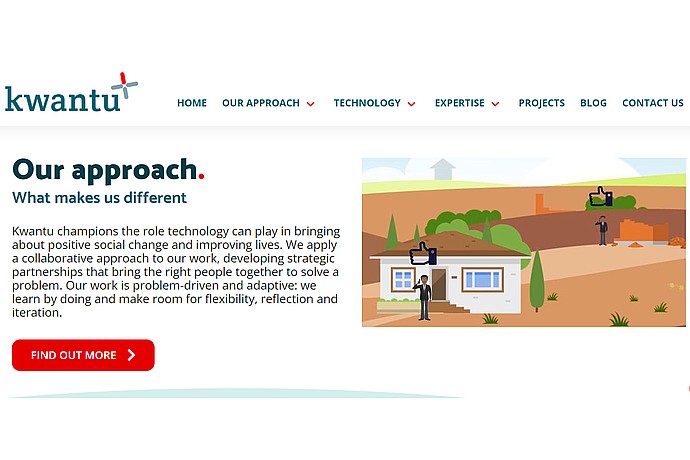 kwantu
HOME OUR APPROACH TECHNOLOGY EXPERTISE PROJECTS BLOG CONTACT US
Our approach.
What makes us different
Kwantu champions the role technology can play in bringing
about positive social change and improving lives. We apply
a collaborative approach to our work, developing strategic
partnerships that bring the right people together to solve a
problem. Our work is problem-driven and adaptive: we
learn by doing and make room for flexibility, reflection and
iteration.
FIND OUT MORE